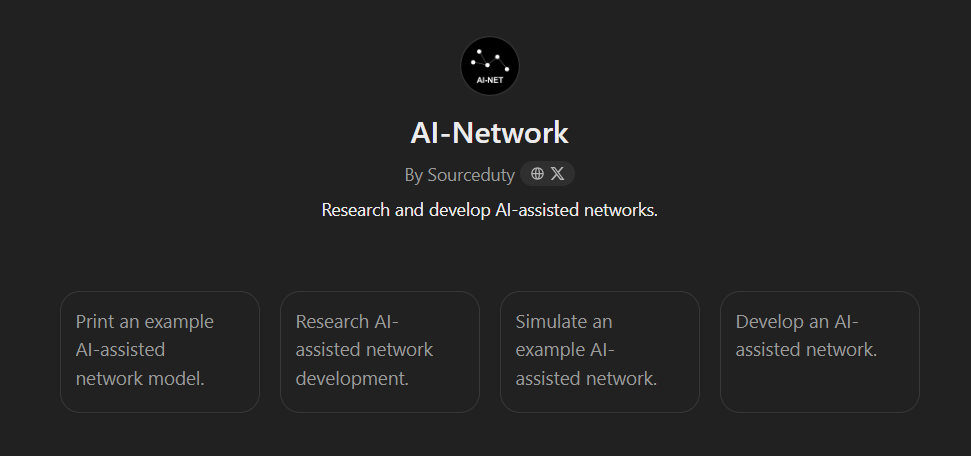 AI-NET
AI-Network
By Sourceduty
Research and develop AI-assisted networks.
Print an example
AI-assisted
network model.
Research AI-
assisted network
development.
Simulate an
example AI-
assisted network.
Develop an AI-
assisted network.